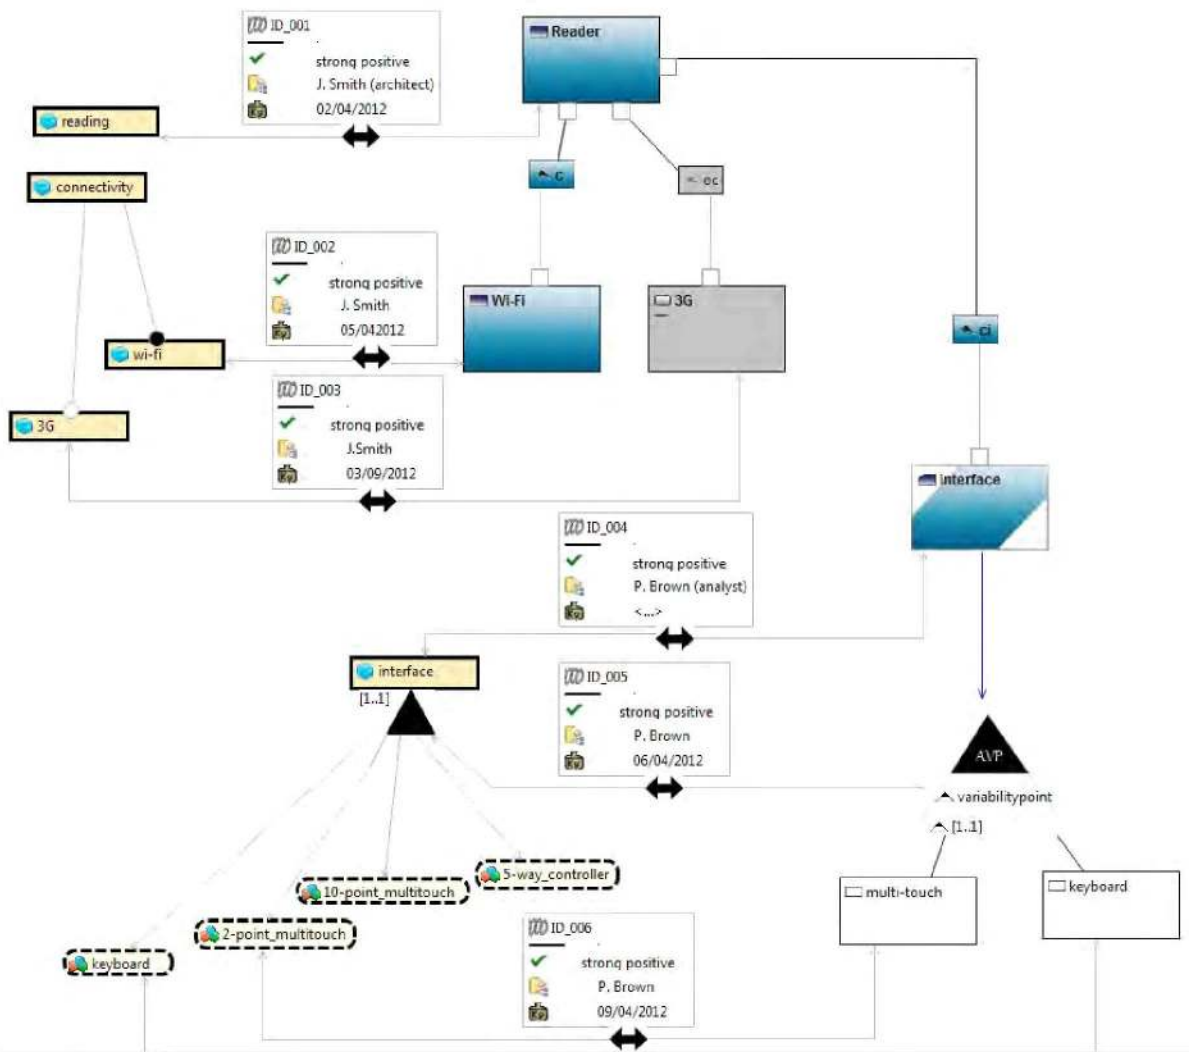 ID_001
strong positive
J. Smith (architect)
02/04/2012
Reader
reading
connectivity
C
oc
ID_002
strong positive
J. Smith
05/042012
Wi-Fi
3G
ci
wi-fi
ID_003
strong positive
J.Smith
03/09/2012
3G
interface
ID_004
strong positive
P. Brown (analyst)
<...>
interface
[1..1]
ID_005
strong positive
P. Brown
06/04/2012
AVP
variabilitypoint
[1..1]
5-way_controller
10-point_multitouch
2-point_multitouch
keyboard
multi-touch
keyboard
ID_006
strong positive
P. Brown
09/04/2012